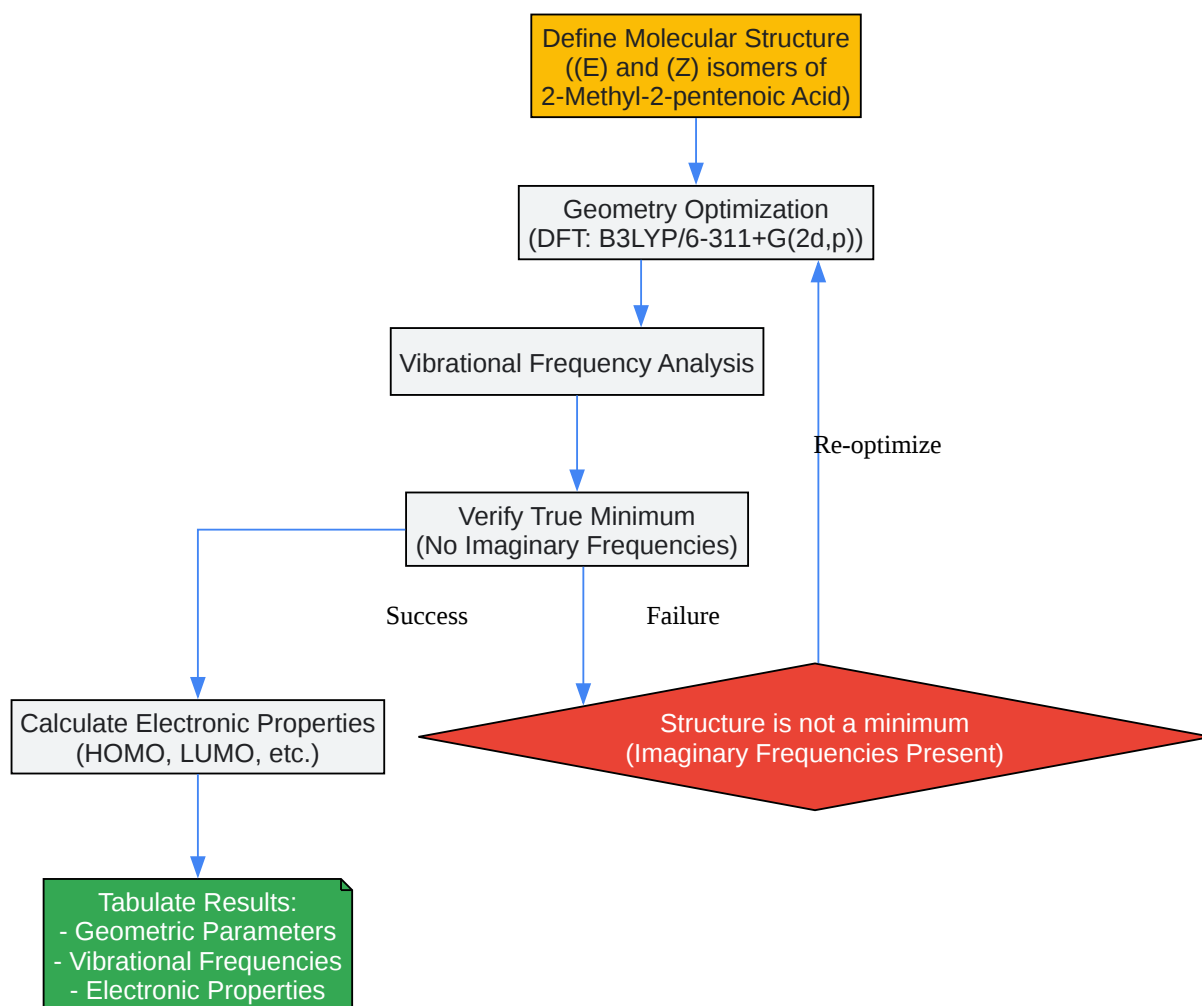 Define Molecular Structure
((E) and (Z) isomers of
2-Methyl-2-pentenoic Acid)
Geometry Optimization
(DFT: B3LYP/6-311+G(2d,p))
Vibrational Frequency Analysis
Re-optimize
Verify True Minimum
(No Imaginary Frequencies)
Success
Failure
Structure is not a minimum
(Imaginary Frequencies Present)
Calculate Electronic Properties
(HOMO, LUMO, etc.)
Tabulate Results:
- Geometric Parameters
- Vibrational Frequencies
- Electronic Properties